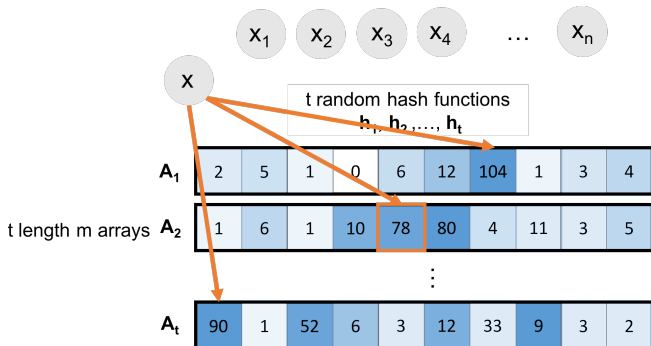 x₁ x₂ x₃ x₄ … xₙ
x
t random hash functions
h₁, h₂ ,…, hₜ
A₁ 2 5 1 0 6 12 104 1 3 4
t length m arrays A₂ 1 6 1 10 78 80 4 11 3 5
⋮
Aₜ 90 1 52 6 3 12 33 9 3 2